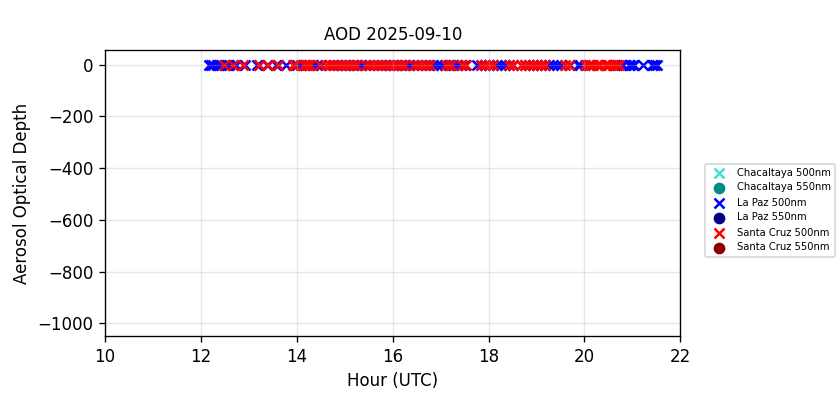 AOD 2025-09-10
Aerosol Optical Depth
0
−200
−400
−600
−800
−1000
10 12 14 16 18 20 22
Hour (UTC)
Chacaltaya 500nm
Chacaltaya 550nm
La Paz 500nm
La Paz 550nm
Santa Cruz 500nm
Santa Cruz 550nm